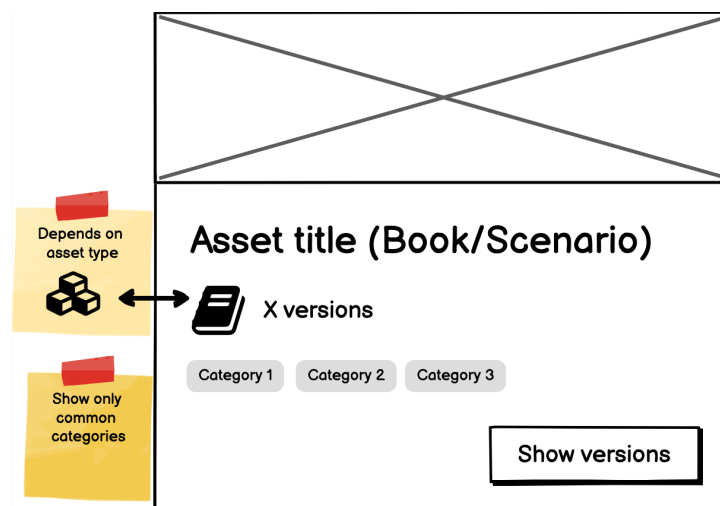 Depends on
asset type
Asset title (Book/Scenario)
X versions
Show only
common
categories
Category 1
Category 2
Category 3
Show versions